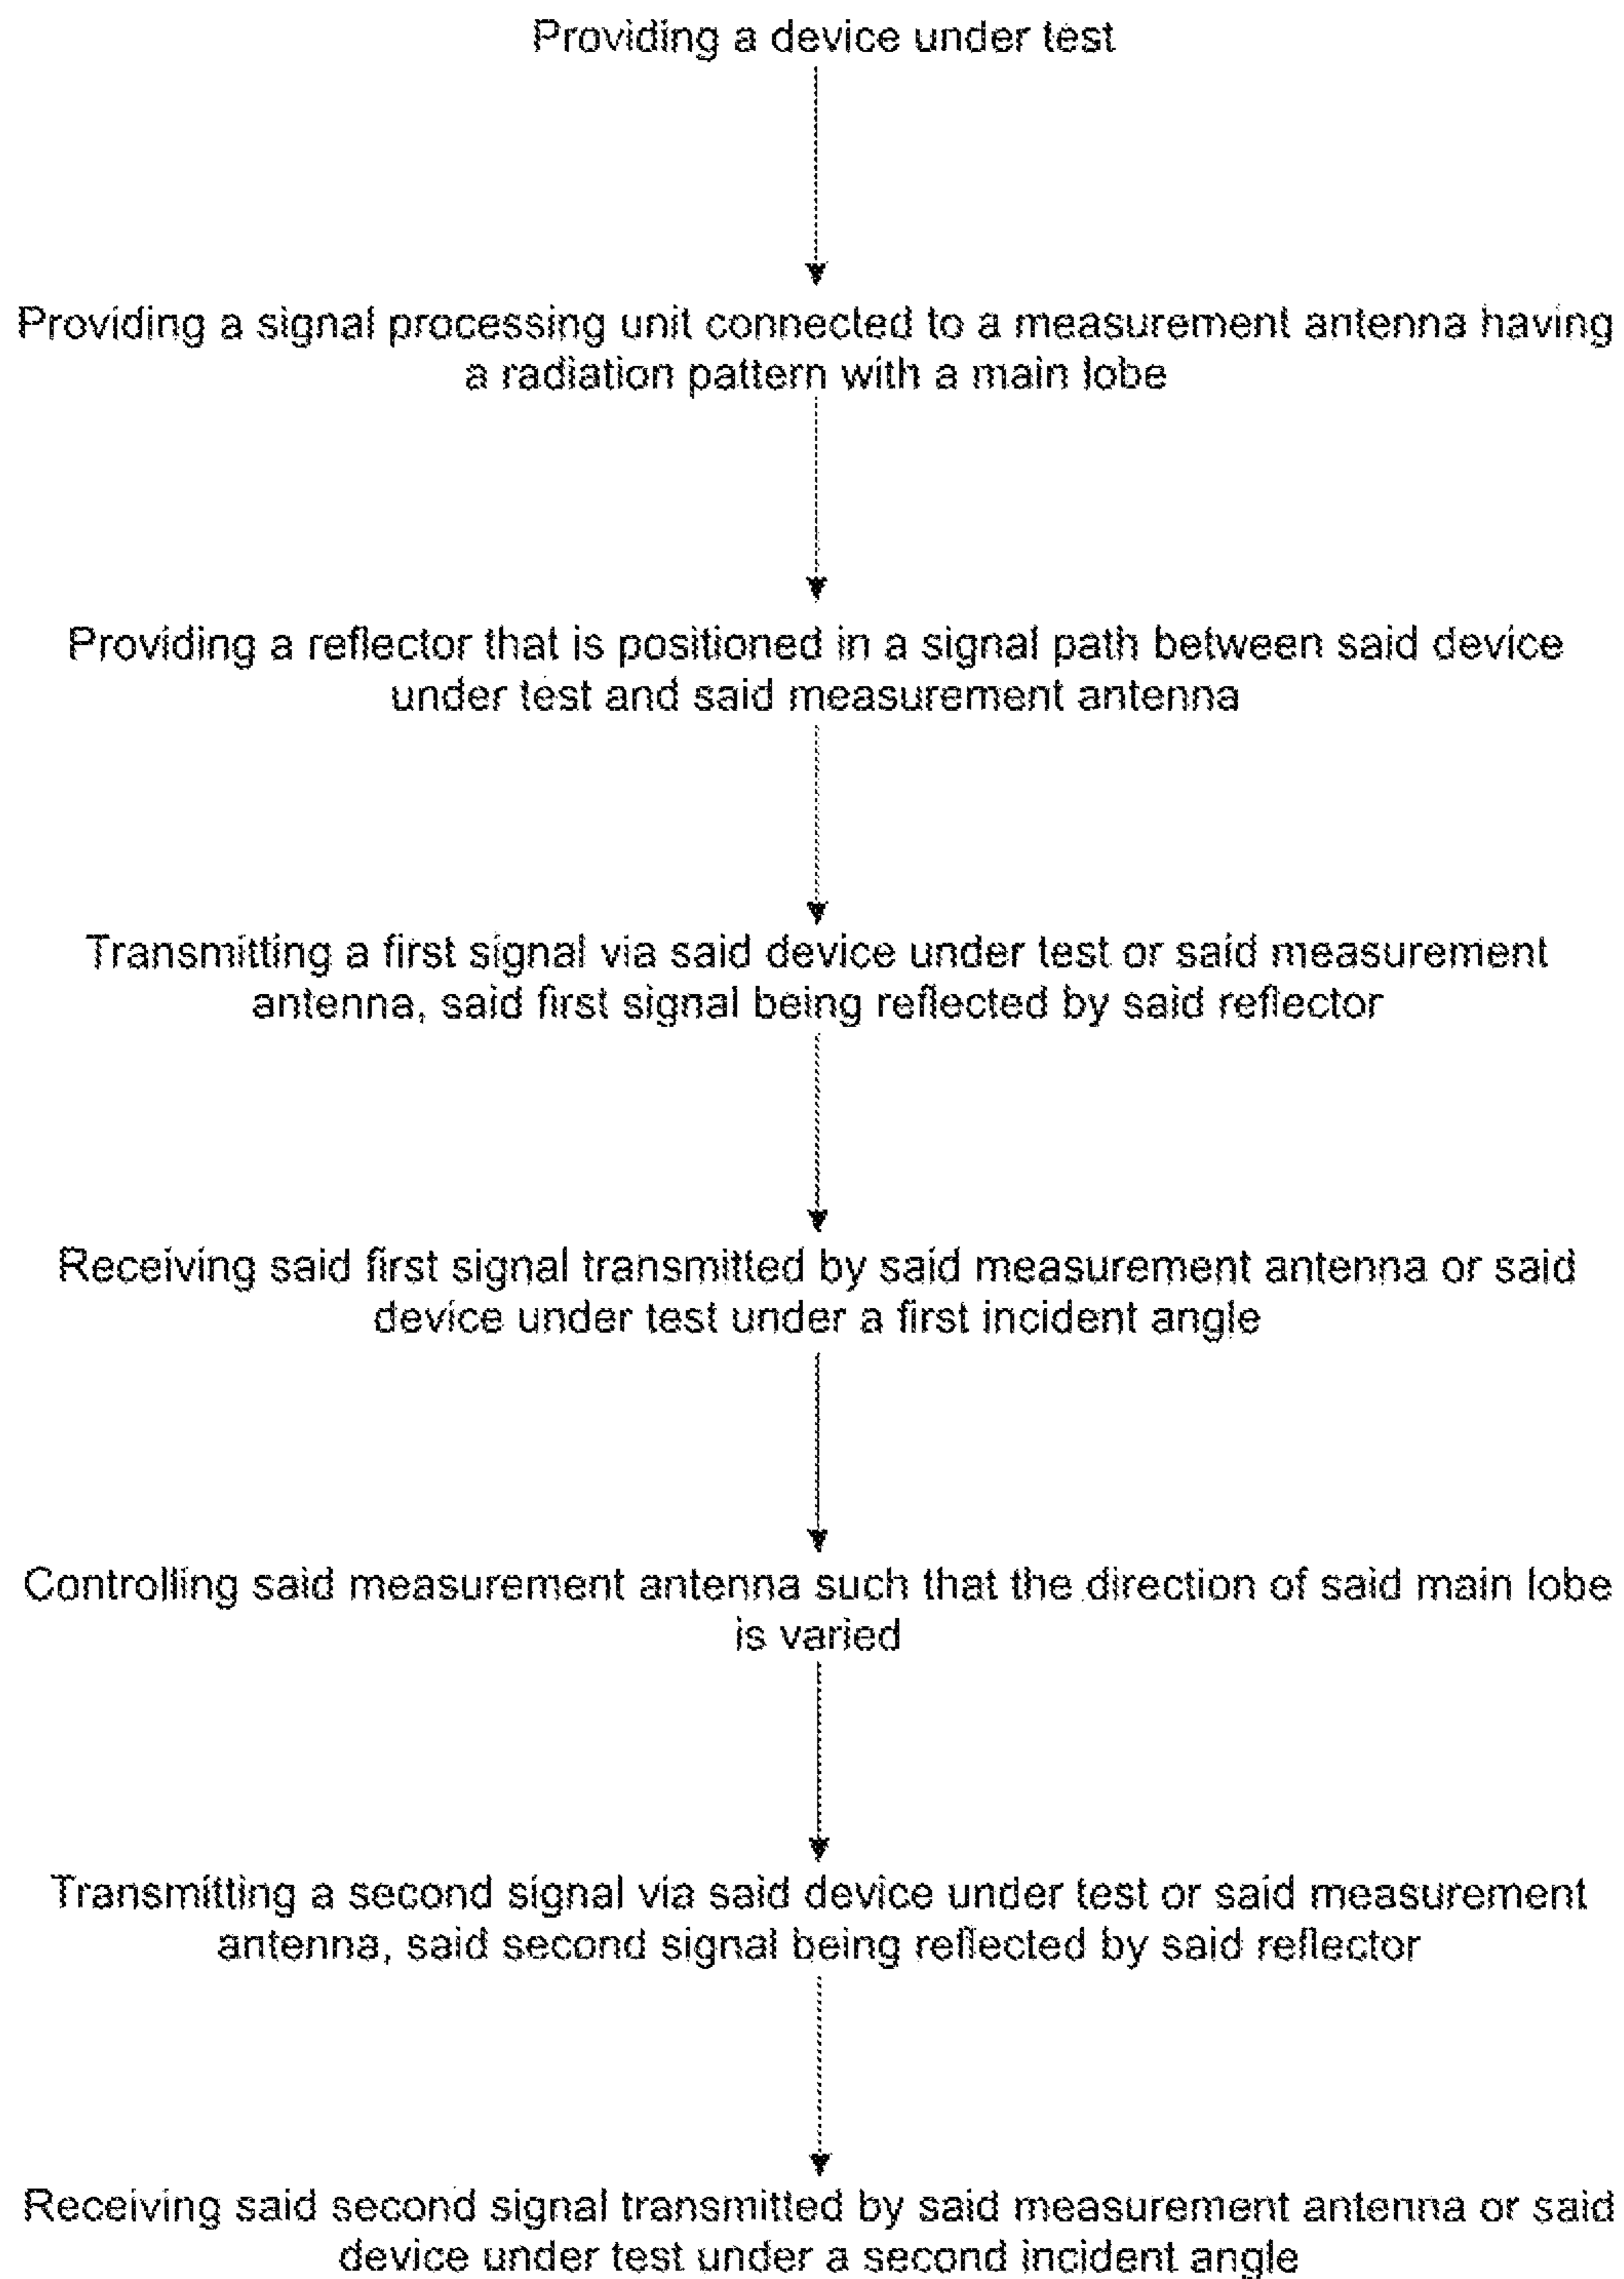 Providing a device under test
Providing a signal processing unit connected to a measurement antenna having
a radiation pattern with a main lobe
Providing a reflector that is positioned in a signal path between said device
under test and said measurement antenna
Transmitting a first signal via said device under test or said measurement
antenna, said first signal being reflected by said reflector
Receiving said first signal transmitted by said measurement antenna or said
device under test under a first incident angle
Controlling said measurement antenna such that the direction of said main lobe
is varied
Transmitting a second signal via said device under test or said measurement
antenna, said second signal being reflected by said reflector
Receiving said second signal transmitted by said measurement antenna or said
device under test under a second incident angle